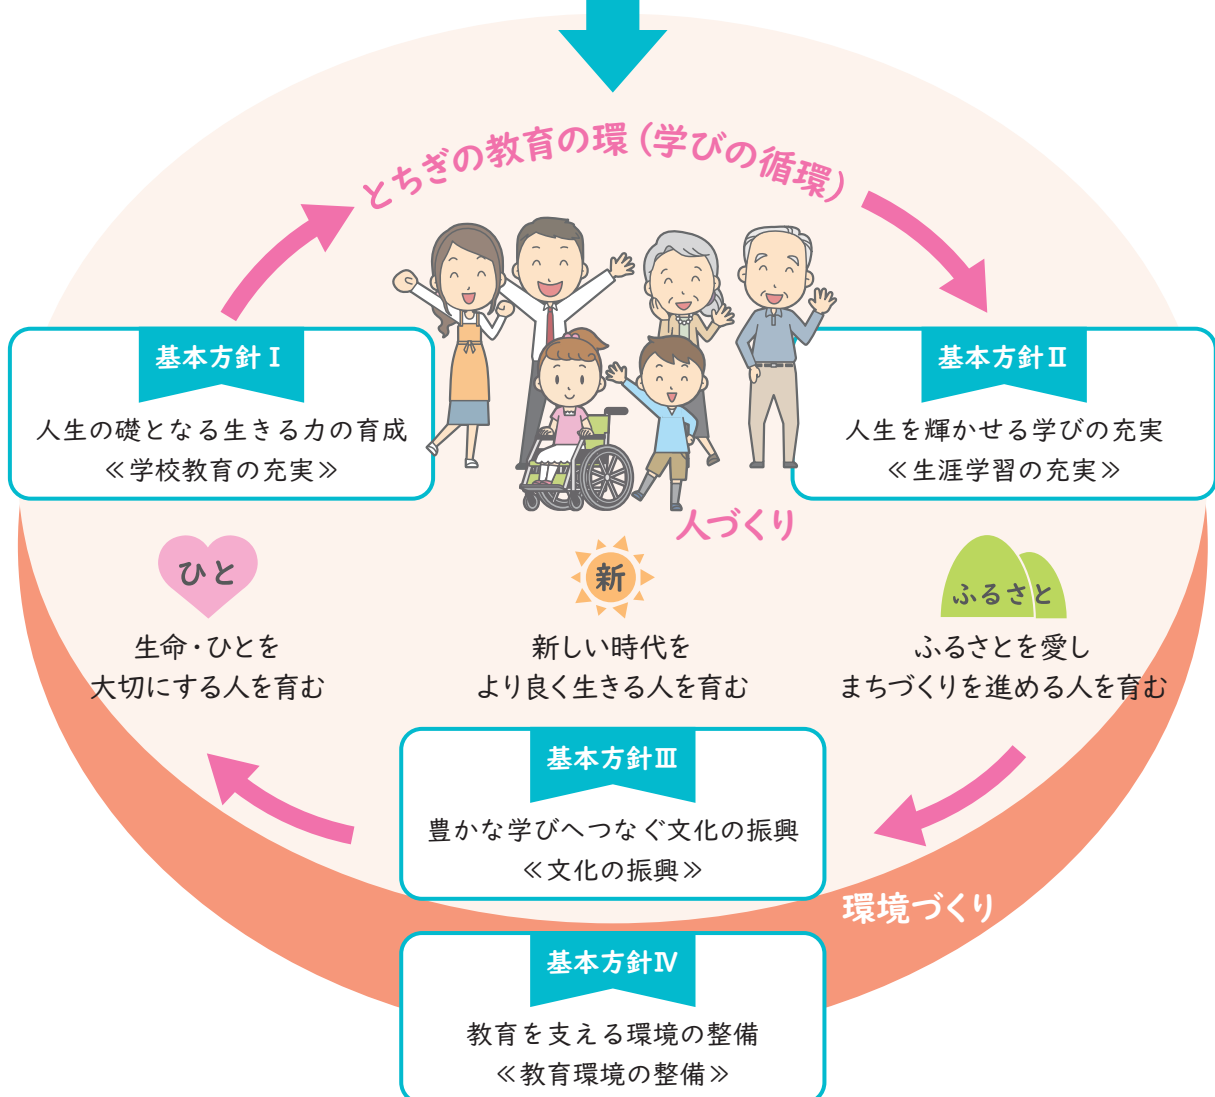 とちぎの教育の環（学びの循環）
基本方針Ⅰ
人生の礎となる生きる力の育成
≪学校教育の充実≫
基本方針Ⅱ
人生を輝かせる学びの充実
≪生涯学習の充実≫
人づくり
ひと
生命・ひとを
大切にする人を育む
新
新しい時代を
より良く生きる人を育む
ふるさと
ふるさとを愛し
まちづくりを進める人を育む
基本方針Ⅲ
豊かな学びへつなぐ文化の振興
≪文化の振興≫
環境づくり
基本方針Ⅳ
教育を支える環境の整備
≪教育環境の整備≫